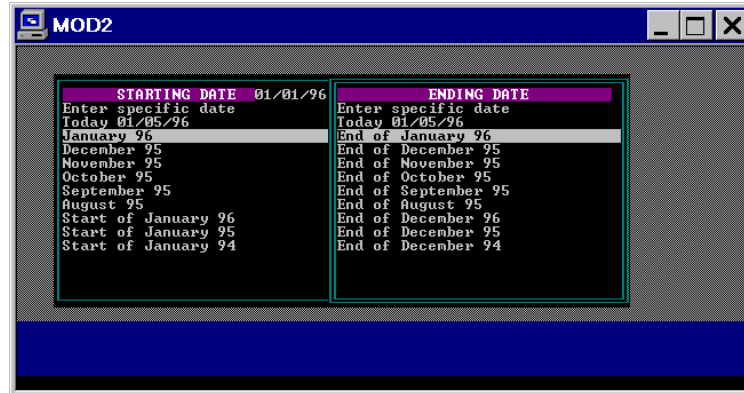 MOD2
STARTING DATE 01/01/96
Enter specific date
Today 01/05/96
January 96
December 95
November 95
October 95
September 95
August 95
Start of January 96
Start of January 95
Start of January 94
ENDING DATE
Enter specific date
Today 01/05/96
End of January 96
End of December 95
End of November 95
End of October 95
End of September 95
End of August 95
End of December 96
End of December 95
End of December 94